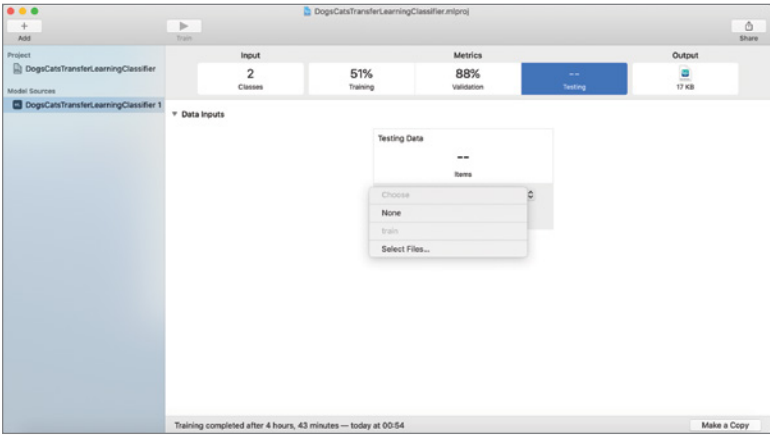 DogsCatsTransferLearningClassifier.mlproj
Add
Train
Share
Project
DogsCatsTransferLearningClassifier
Model Sources
DogsCatsTransferLearningClassifier 1
Input
Metrics
Output
2
51%
88%
--
17 KB
Classes
Training
Validation
Testing
Data Inputs
Testing Data
--
Items
Choose
None
train
Select Files...
Training completed after 4 hours, 43 minutes — today at 00:54
Make a Copy